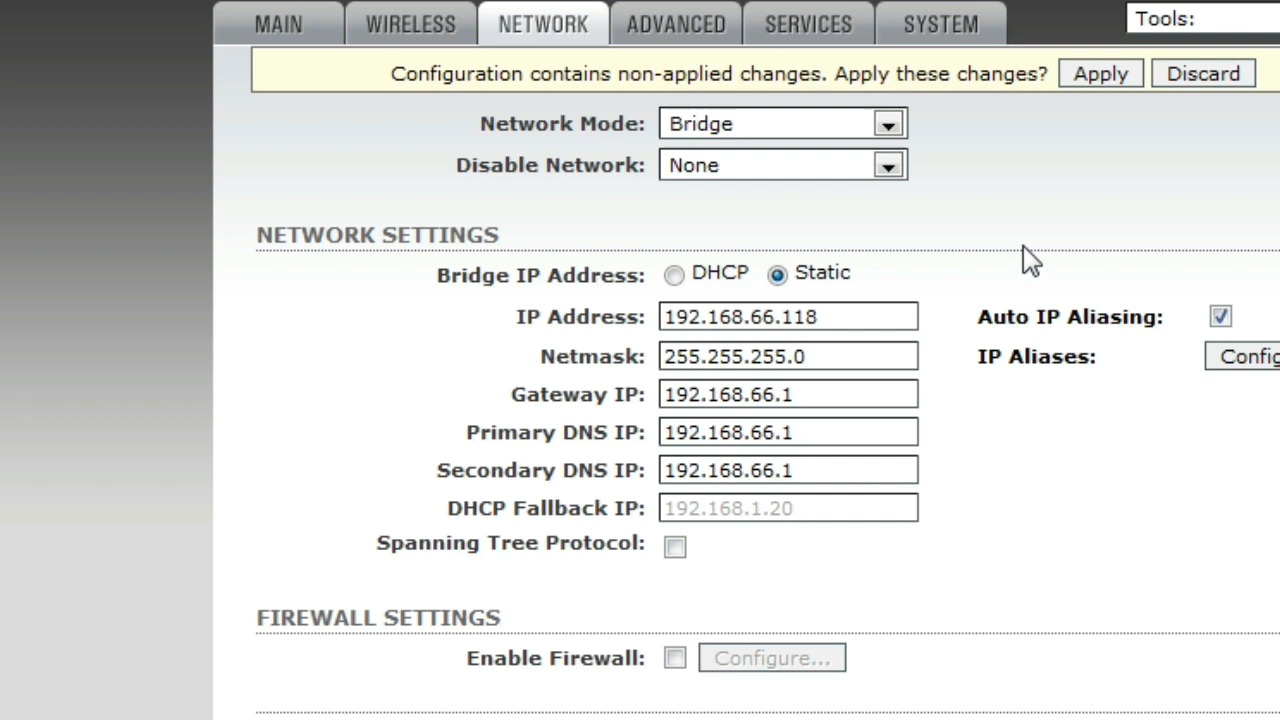 MAIN WIRELESS NETWORK ADVANCED SERVICES SYSTEM Tools:
Configuration contains non-applied changes. Apply these changes? Apply Discard
Network Mode: Bridge
Disable Network: None
NETWORK SETTINGS
Bridge IP Address: DHCP Static
IP Address: 192.168.66.118 Auto IP Aliasing:
Netmask: 255.255.255.0 IP Aliases: Config
Gateway IP: 192.168.66.1
Primary DNS IP: 192.168.66.1
Secondary DNS IP: 192.168.66.1
DHCP Fallback IP: 192.168.1.20
Spanning Tree Protocol:
FIREWALL SETTINGS
Enable Firewall: Configure...